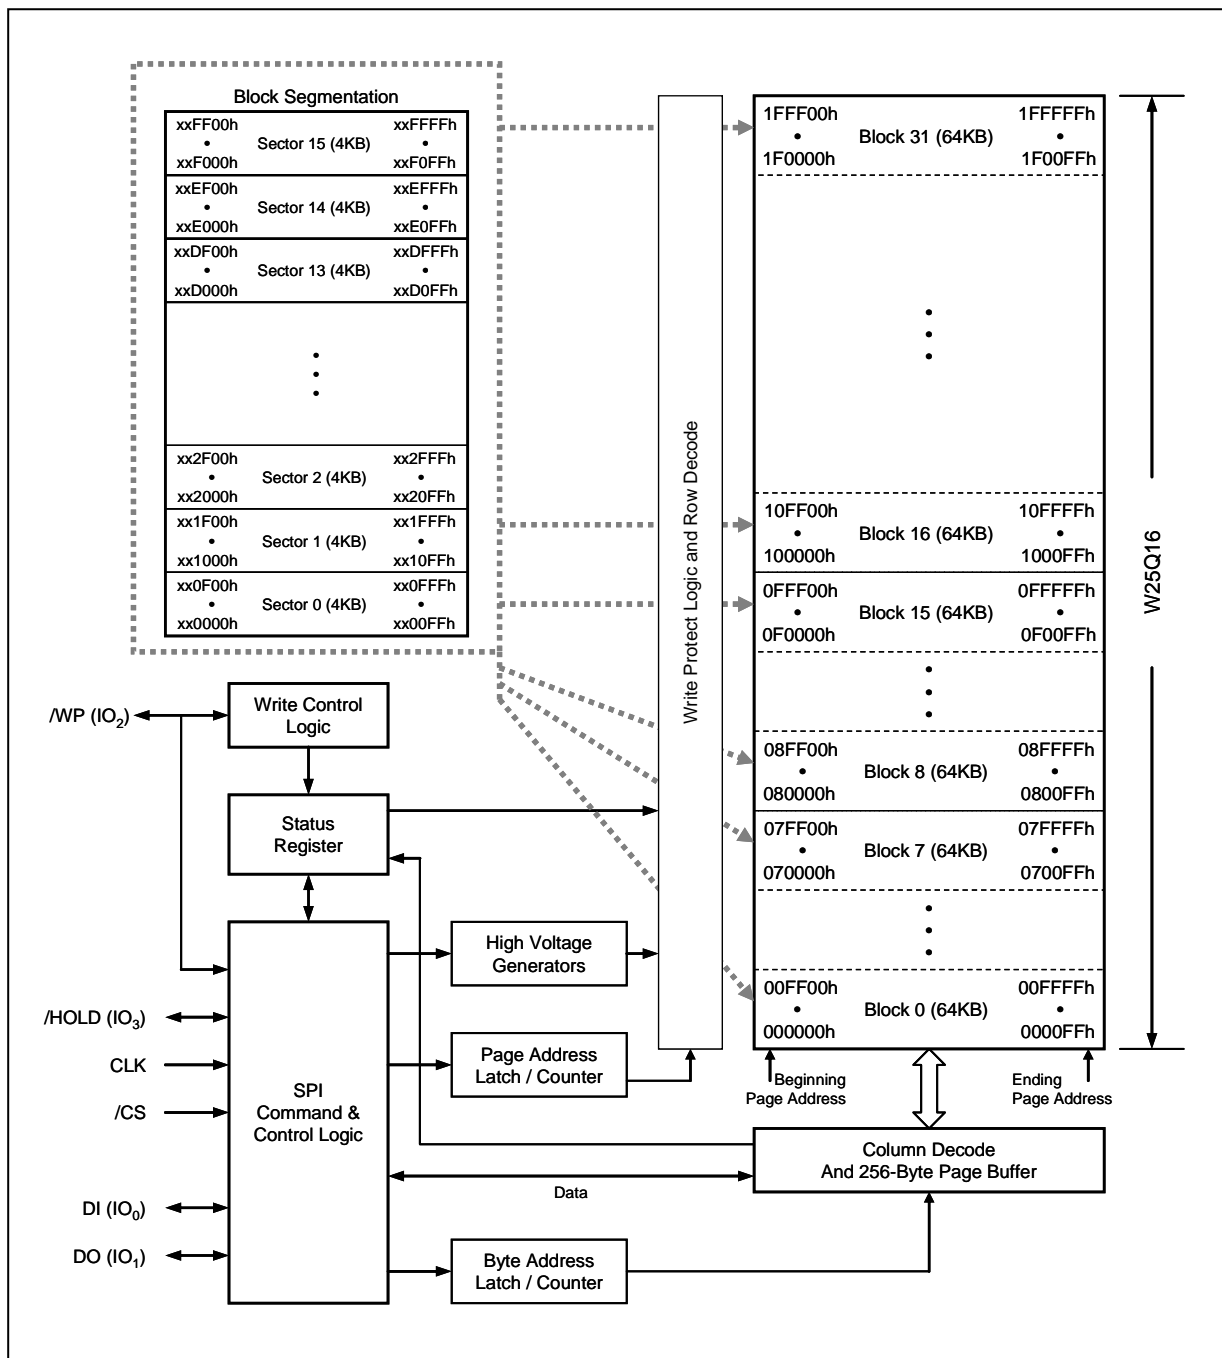 Block Segmentation
xxFF00h xxFFFFh
Sector 15 (4KB)
xxF000h xxF0FFh
xxEF00h xxEFFFh
Sector 14 (4KB)
xxE000h xxE0FFh
xxDF00h xxDFFFh
Sector 13 (4KB)
xxD000h xxD0FFh
xx2F00h xx2FFFh
Sector 2 (4KB)
xx2000h xx20FFh
xx1F00h xx1FFFh
Sector 1 (4KB)
xx1000h xx10FFh
xx0F00h xx0FFFh
Sector 0 (4KB)
xx0000h xx00FFh
Write Protect Logic and Row Decode
1FFF00h 1FFFFFh
Block 31 (64KB)
1F0000h 1F00FFh
10FF00h 10FFFFh
Block 16 (64KB)
100000h 1000FFh
0FFF00h 0FFFFFh
Block 15 (64KB)
0F0000h 0F00FFh
08FF00h 08FFFFh
Block 8 (64KB)
080000h 0800FFh
07FF00h 07FFFFh
Block 7 (64KB)
070000h 0700FFh
00FF00h 00FFFFh
Block 0 (64KB)
000000h 0000FFh
W25Q16
Beginning
Page Address
Ending
Page Address
/WP (IO2)
Write Control
Logic
Status
Register
High Voltage
Generators
/HOLD (IO3)
CLK
/CS
DI (IO0)
DO (IO1)
SPI
Command &
Control Logic
Page Address
Latch / Counter
Column Decode
And 256-Byte Page Buffer
Data
Byte Address
Latch / Counter